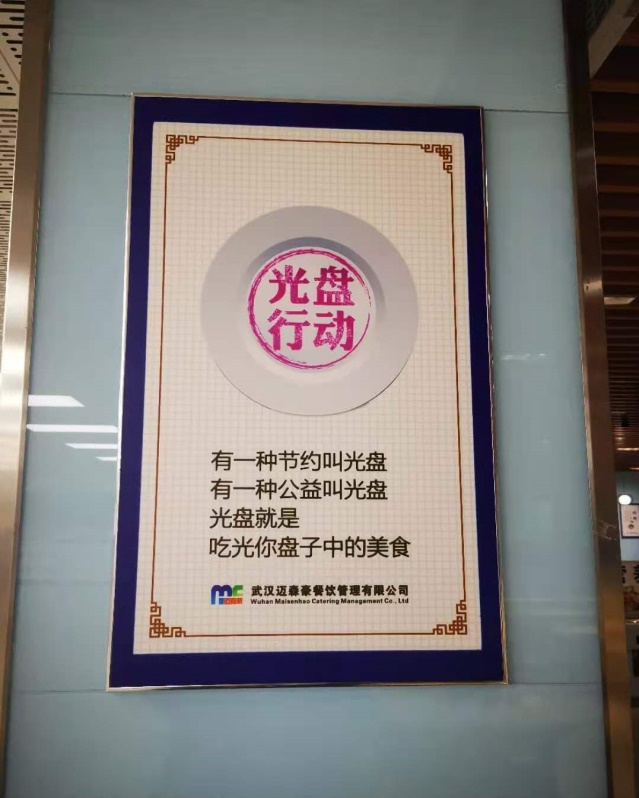 光盘
行动
有一种节约叫光盘
有一种公益叫光盘
光盘就是
吃光你盘子中的美食
武汉迈森豪餐饮管理有限公司
Wuhan Maisenhao Catering Management Co., Ltd